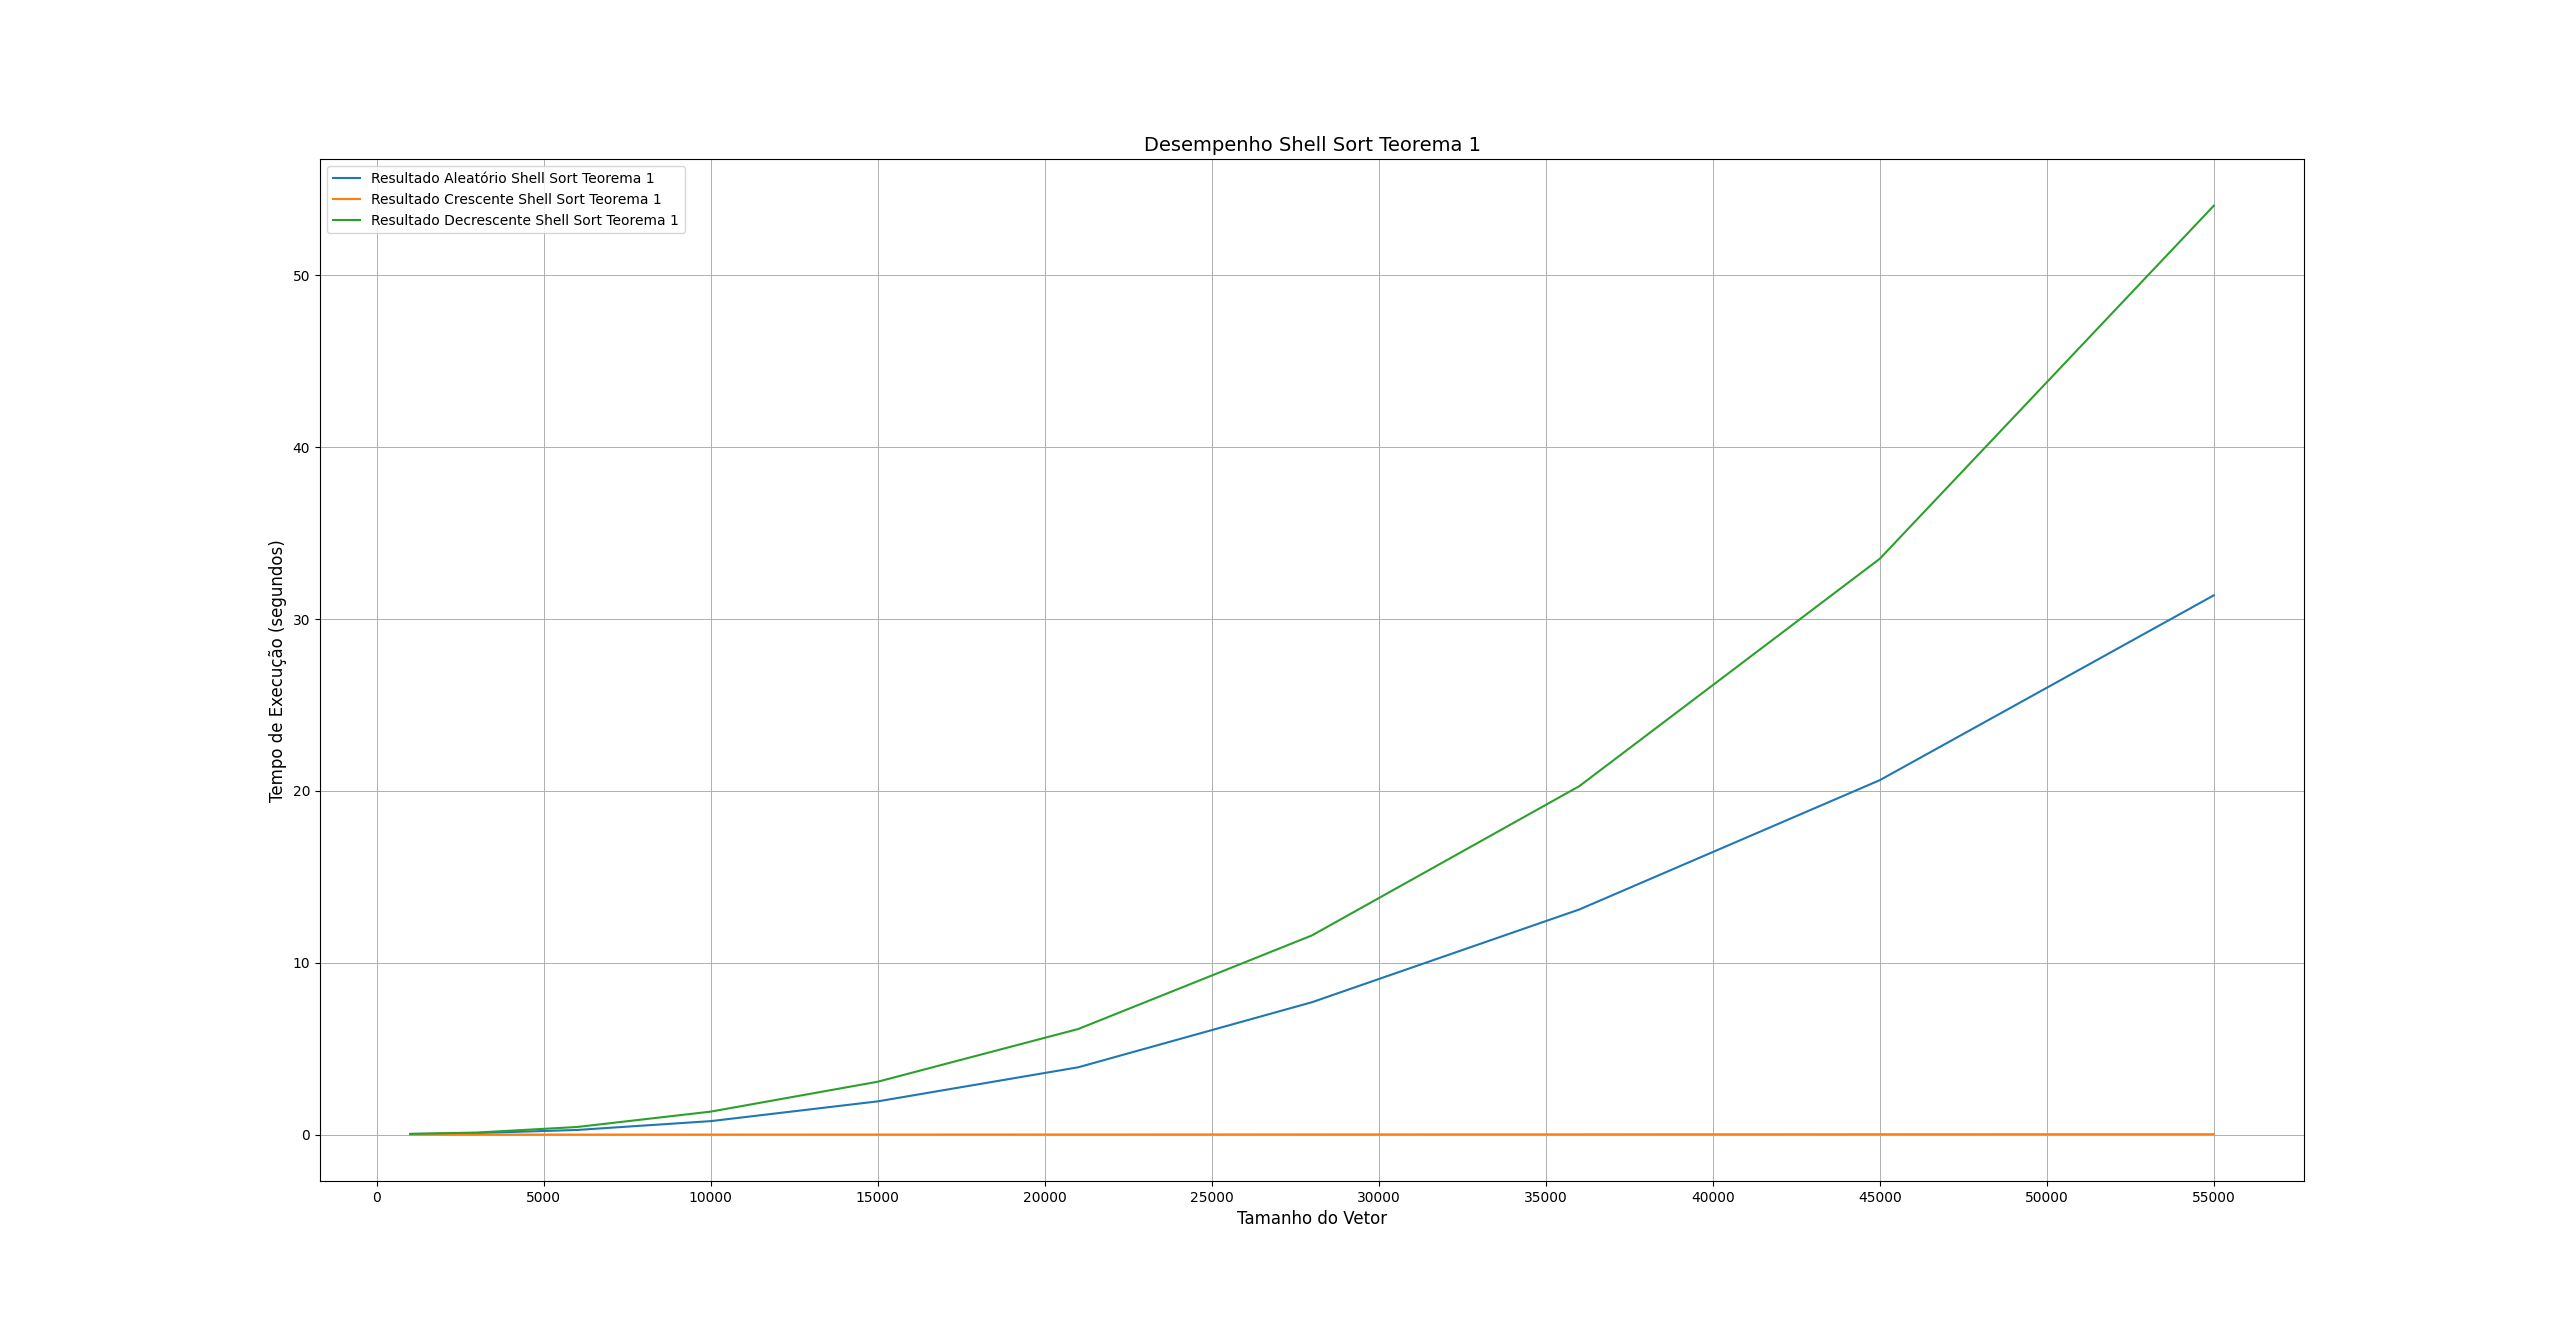 Desempenho Shell Sort Teorema 1
Resultado Aleatório Shell Sort Teorema 1
Resultado Crescente Shell Sort Teorema 1
Resultado Decrescente Shell Sort Teorema 1
50
40
30
20
10
0
Tempo de Execução (segundos)
0 5000 10000 15000 20000 25000 30000 35000 40000 45000 50000 55000
Tamanho do Vetor